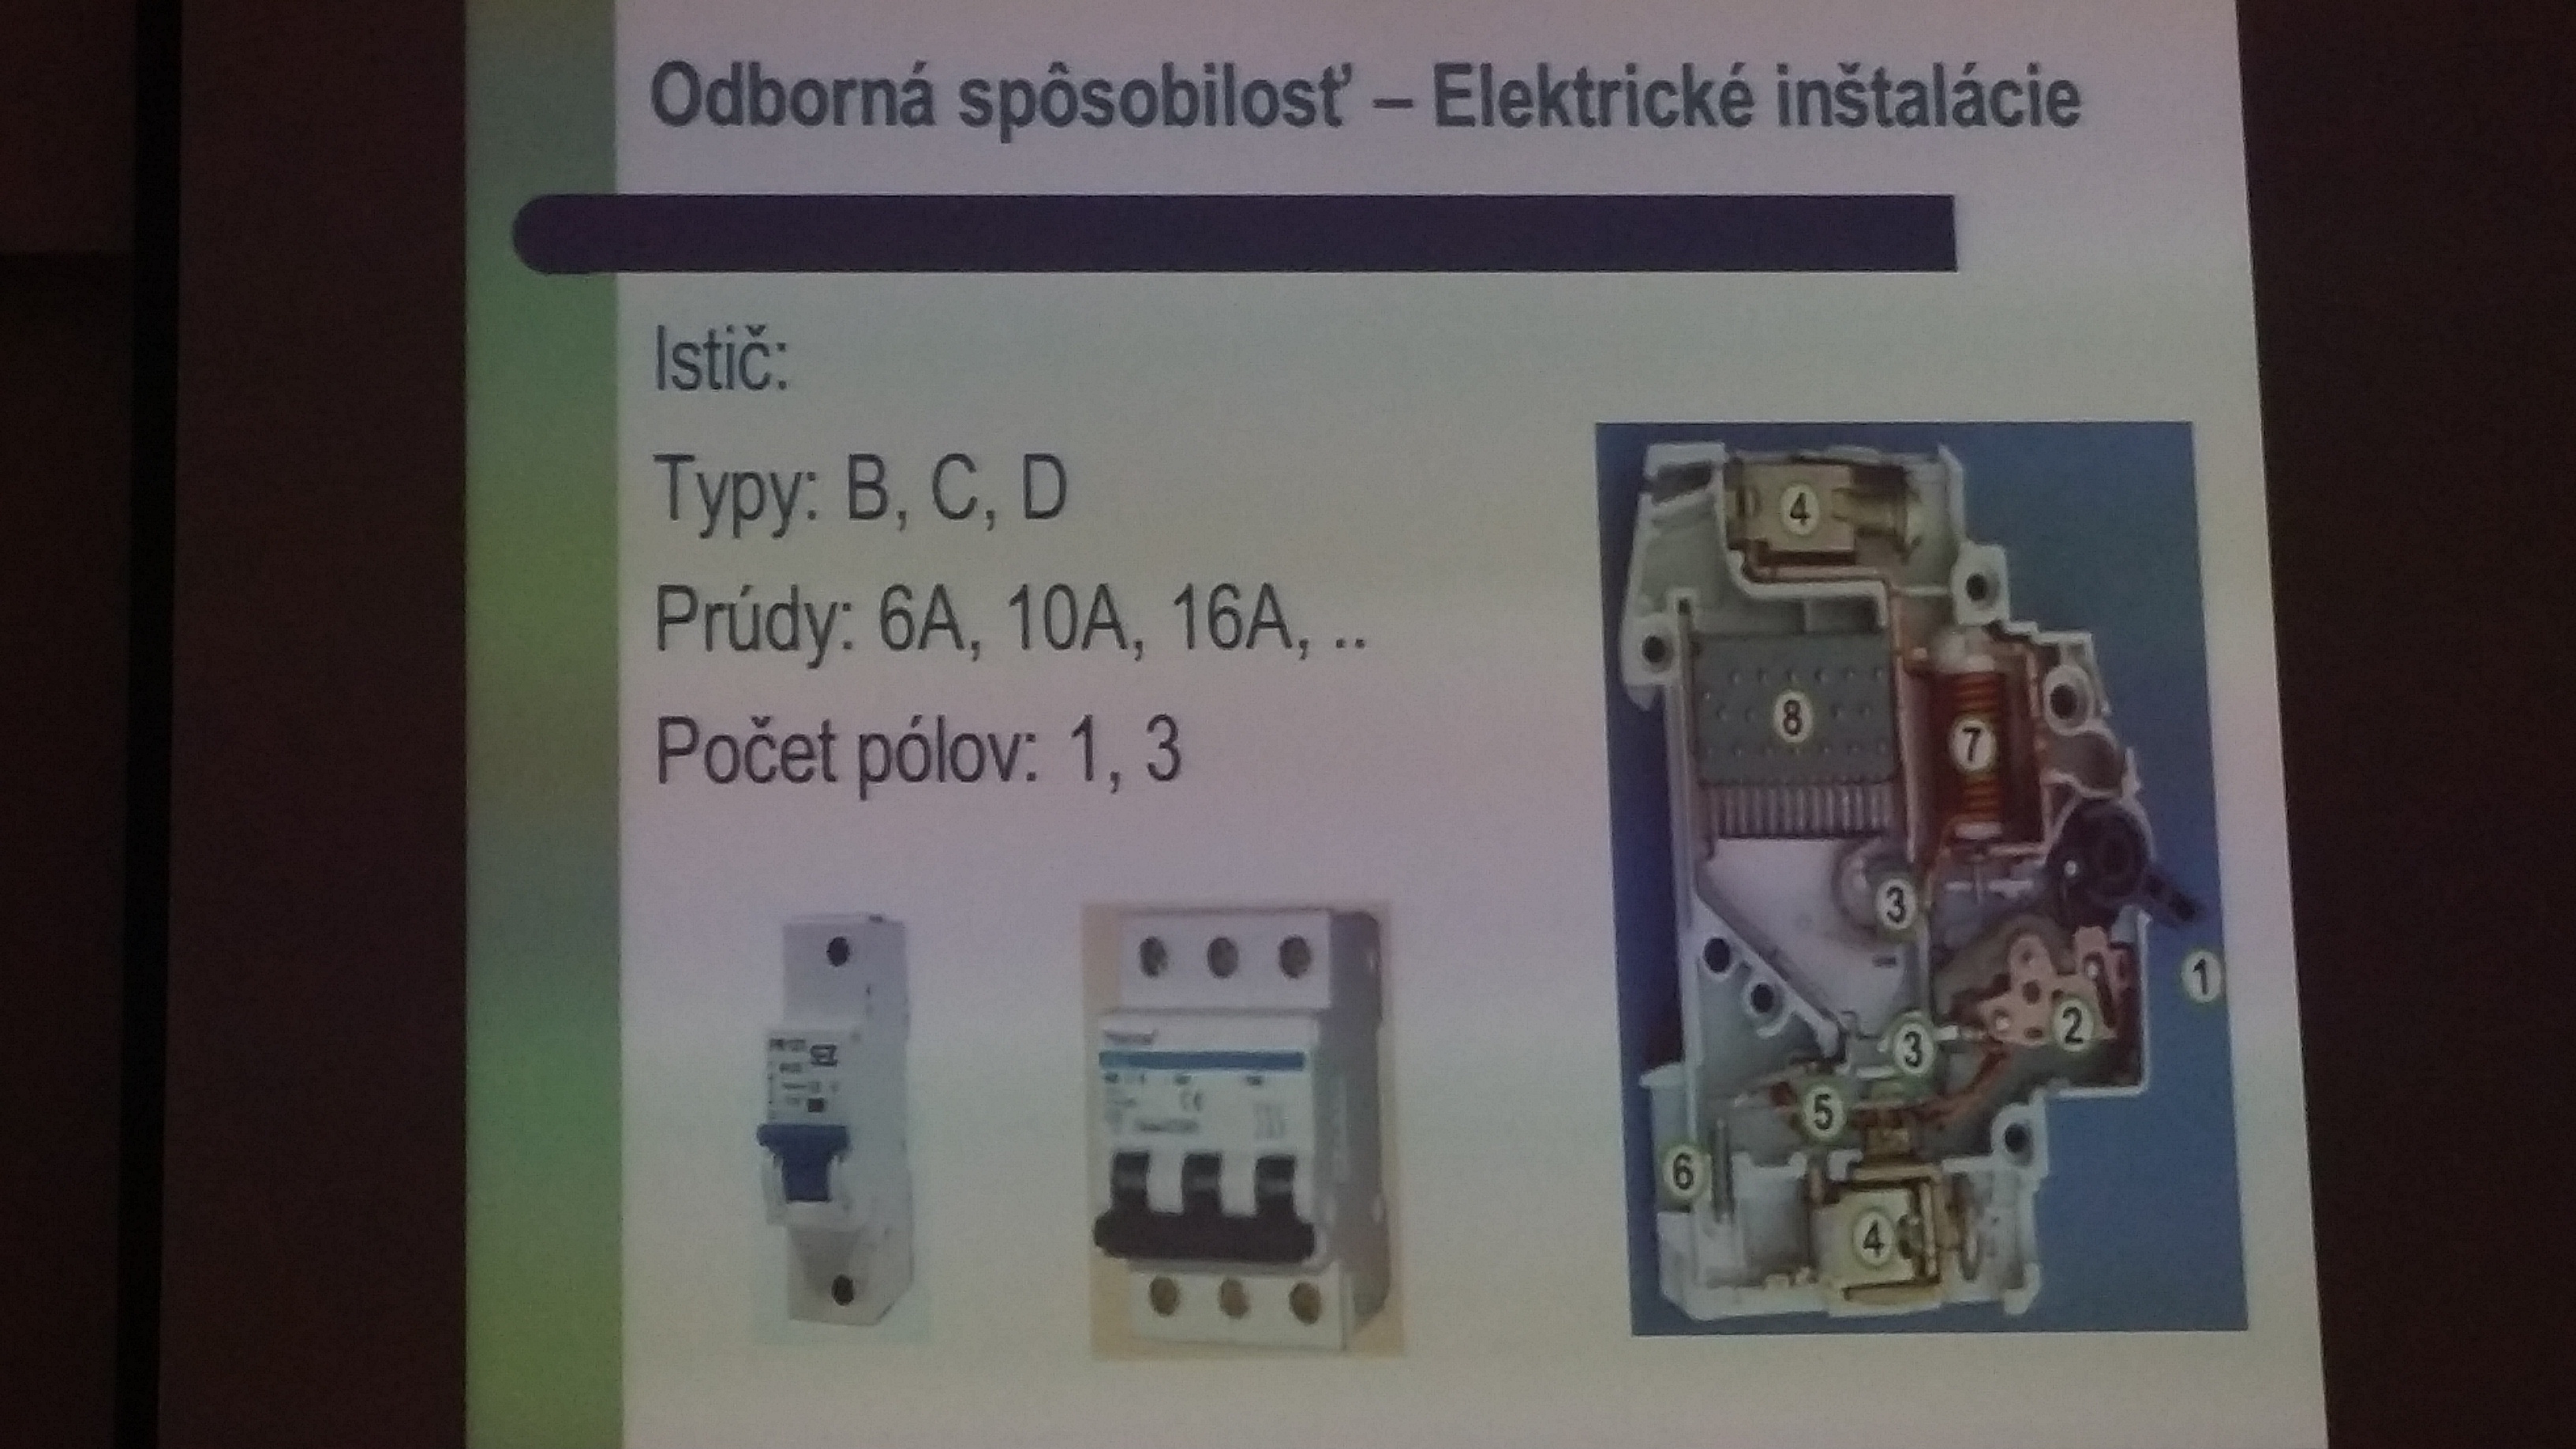 Odborná spôsobilosť – Elektrické inštalácie
Istič:
Typy: B, C, D
Prúdy: 6A, 10A, 16A, ..
Počet pólov: 1, 3
4
8
7
3
1
2
3
5
6
4
SEZ